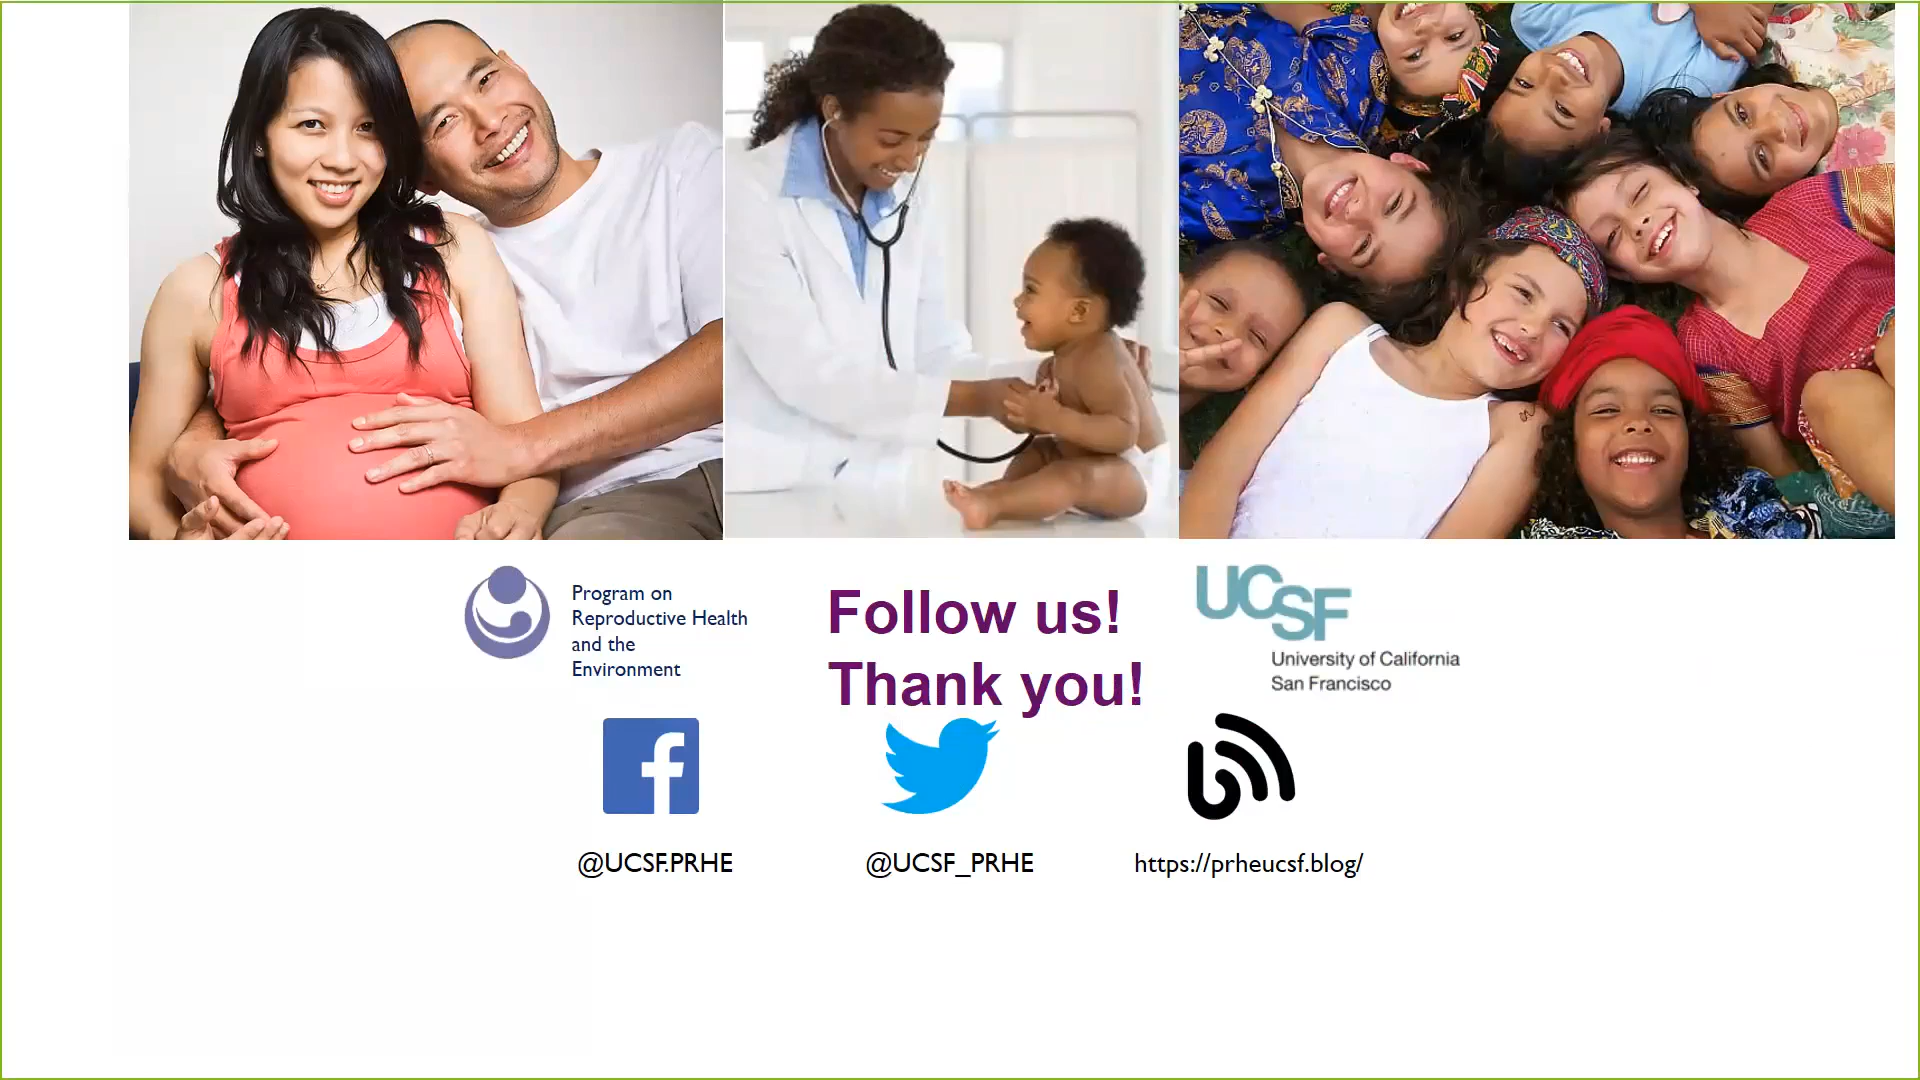 Program on
Reproductive Health
and the
Environment
Follow us!
Thank you!
UCSF
University of California
San Francisco
@UCSF.PRHE
@UCSF_PRHE
https://prheucsf.blog/